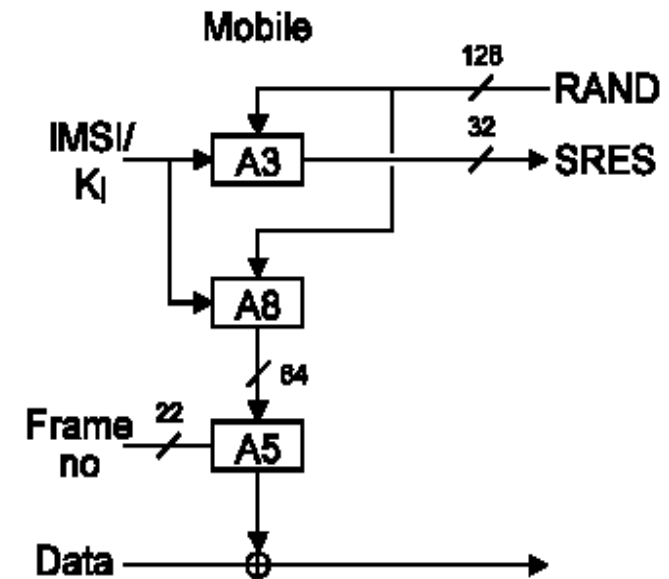 Mobile
128
RAND
32
IMSI/
Ki
A3
SRES
A8
64
Frame
no
22
A5
Data